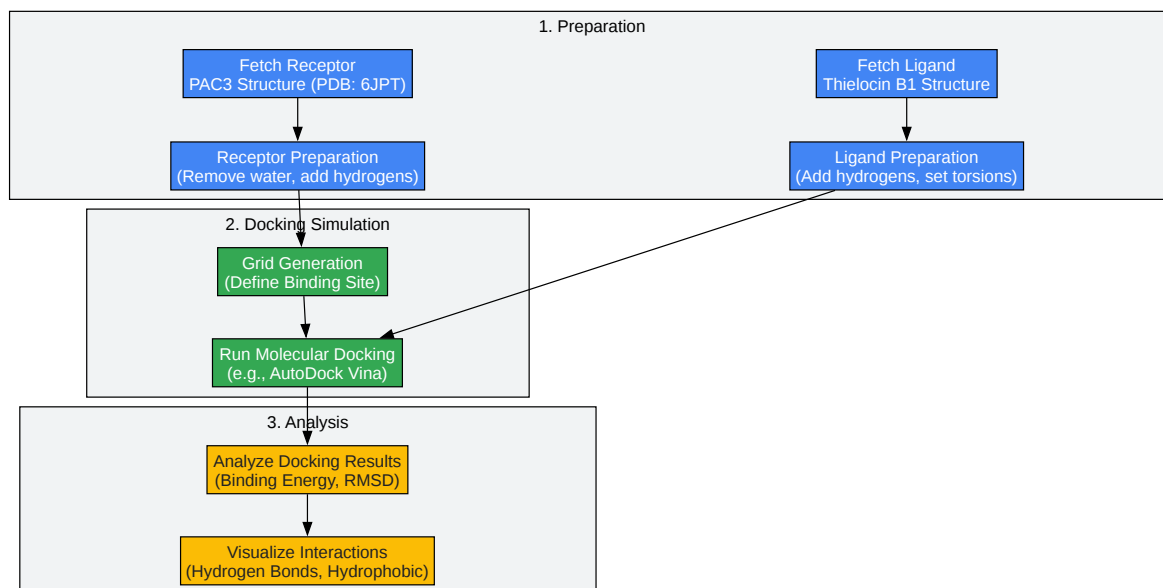 1. Preparation
Fetch Receptor
PAC3 Structure (PDB: 6JPT)
Fetch Ligand
Thielocin B1 Structure
Receptor Preparation
(Remove water, add hydrogens)
Ligand Preparation
(Add hydrogens, set torsions)
2. Docking Simulation
Grid Generation
(Define Binding Site)
Run Molecular Docking
(e.g., AutoDock Vina)
3. Analysis
Analyze Docking Results
(Binding Energy, RMSD)
Visualize Interactions
(Hydrogen Bonds, Hydrophobic)